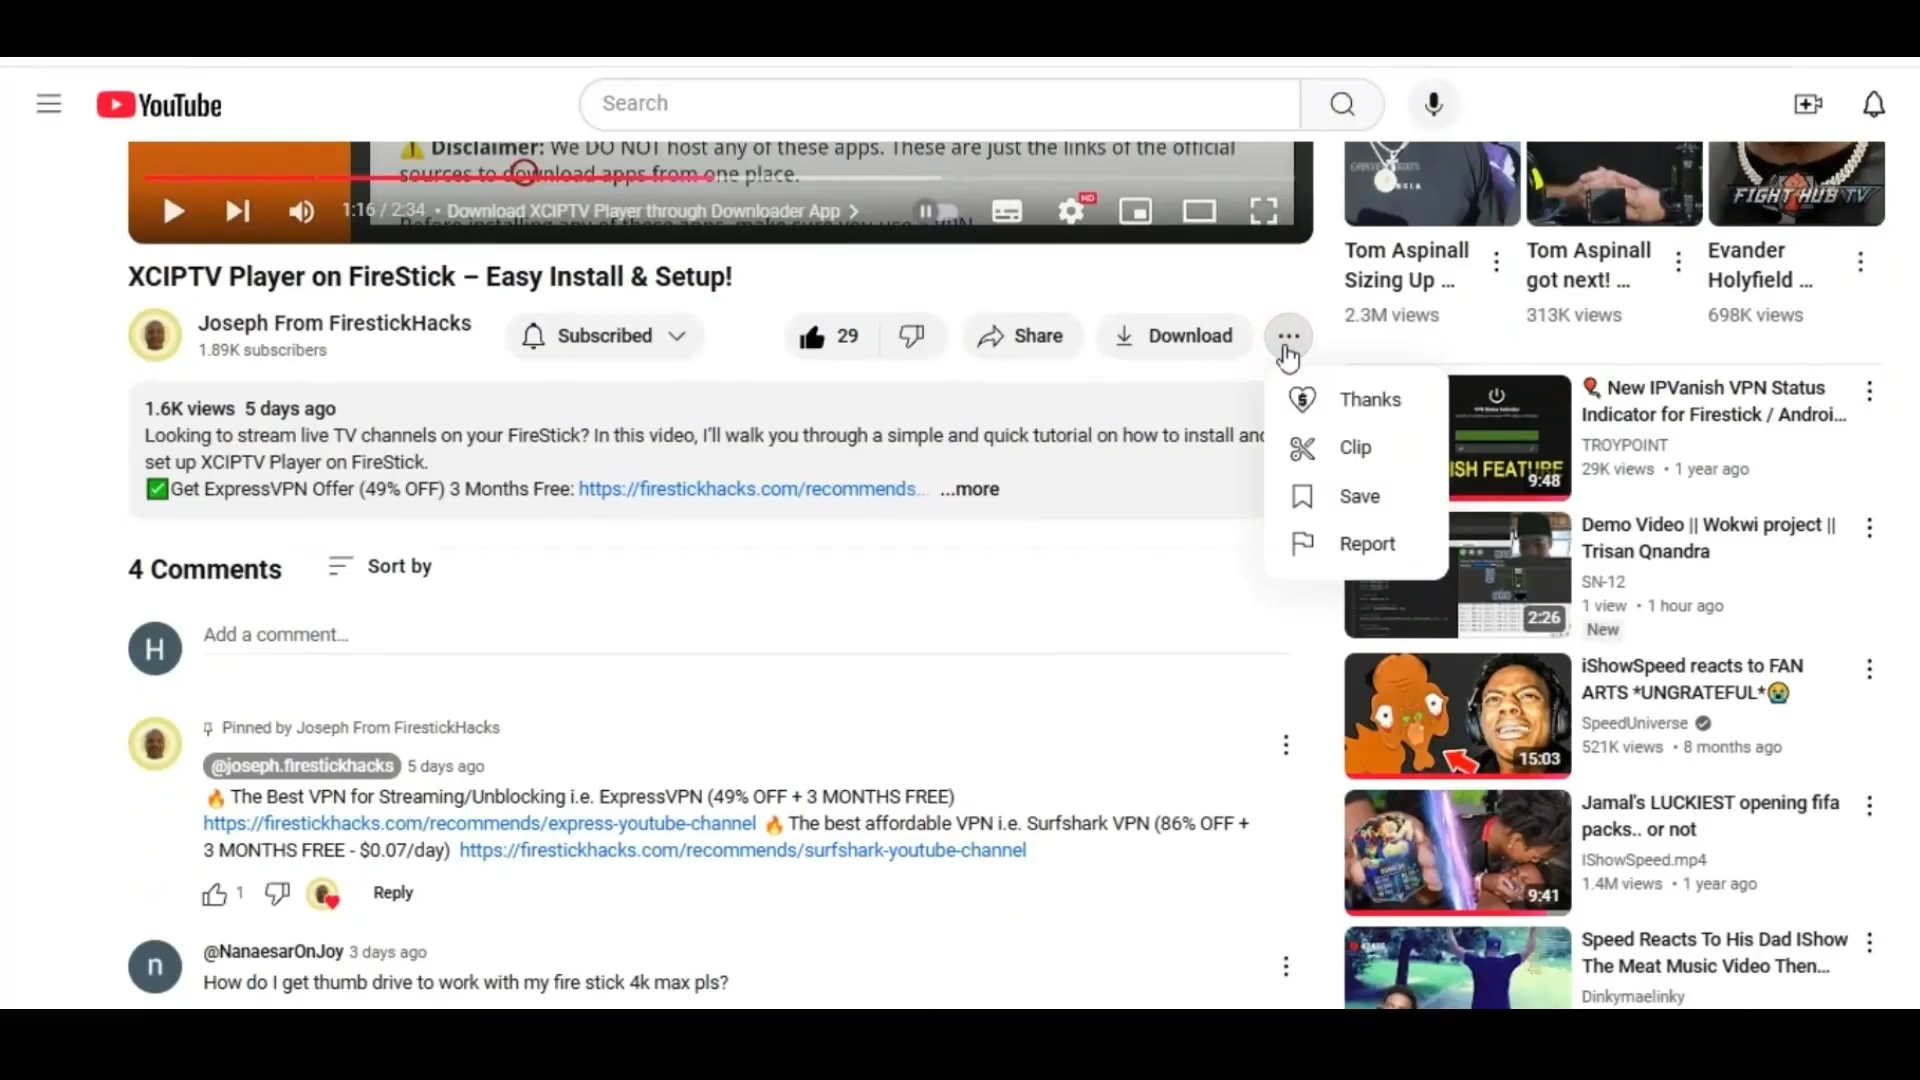 YouTube
Search
Disclaimer: We DO NOT host any of these apps. These are just the links of the official
sources to download apps from one place.
1:16 / 2:34 • Download XCIPTV Player through Downloader App
HD
XCIPTV Player on FireStick – Easy Install & Setup!
Joseph From FirestickHacks
1.89K subscribers
Subscribed
29
Share
Download
Thanks
Clip
Save
Report
1.6K views 5 days ago
Looking to stream live TV channels on your FireStick? In this video, I'll walk you through a simple and quick tutorial on how to install and
set up XCIPTV Player on FireStick.
✅Get ExpressVPN Offer (49% OFF) 3 Months Free: https://firestickhacks.com/recommends... ...more
4 Comments
Sort by
H
Add a comment...
Pinned by Joseph From FirestickHacks
@joseph.firestickhacks 5 days ago
🔥 The Best VPN for Streaming/Unblocking i.e. ExpressVPN (49% OFF + 3 MONTHS FREE)
https://firestickhacks.com/recommends/express-youtube-channel 🔥 The best affordable VPN i.e. Surfshark VPN (86% OFF +
3 MONTHS FREE - $0.07/day) https://firestickhacks.com/recommends/surfshark-youtube-channel
1
Reply
n
@NanaesarOnJoy 3 days ago
How do I get thumb drive to work with my fire stick 4k max pls?
FIGHT HUB TV
Tom Aspinall
Sizing Up ...
2.3M views
Tom Aspinall
got next! ...
313K views
Evander
Holyfield ...
698K views
ISH FEATURE
9:48
🎈 New IPVanish VPN Status
Indicator for Firestick / Androi...
TROYPOINT
29K views • 1 year ago
2:26
Demo Video || Wokwi project ||
Trisan Qnandra
SN-12
1 view • 1 hour ago
New
15:03
iShowSpeed reacts to FAN
ARTS *UNGRATEFUL*😭
SpeedUniverse
521K views • 8 months ago
9:41
Jamal's LUCKIEST opening fifa
packs.. or not
IShowSpeed.mp4
1.4M views • 1 year ago
Speed Reacts To His Dad IShow
The Meat Music Video Then...
Dinkymaelinky